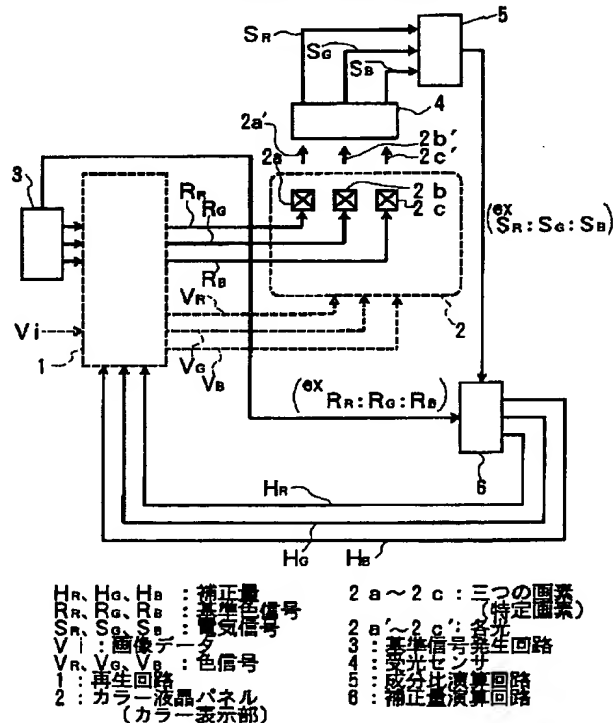 5
SR
SG
SB
4
2a'
2b'
2c'
2a
2b
2c
3
RR
RG
RB
(ex SR:SG:SB)
VR
Vi
1
VG
VB
2
(ex RR:RG:RB)
6
HR
HG
HB
HR、HG、HB：補正量
RR、RG、RB：基準色信号
SR、SG、SB：電気信号
Vi：画像データ
VR、VG、VB：色信号
1：再生回路
2：カラー液晶パネル
（カラー表示部）
2a～2c：三つの画素
（特定画素）
2a'～2c'：各光
3：基準信号発生回路
4：受光センサ
5：成分比演算回路
6：補正量演算回路